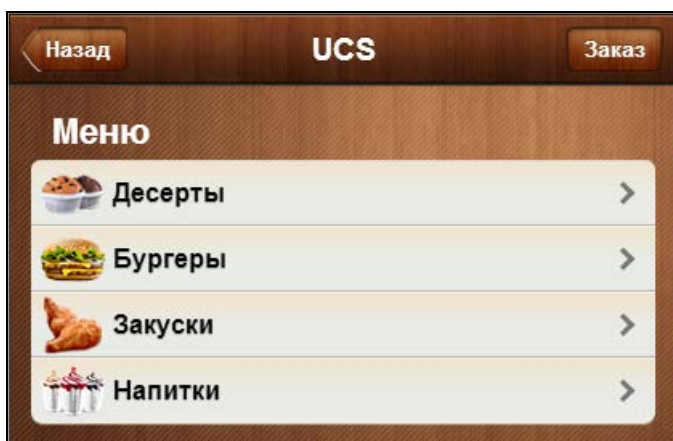 Назад UCS Заказ
Меню
Десерты
Бургеры
Закуски
Напитки